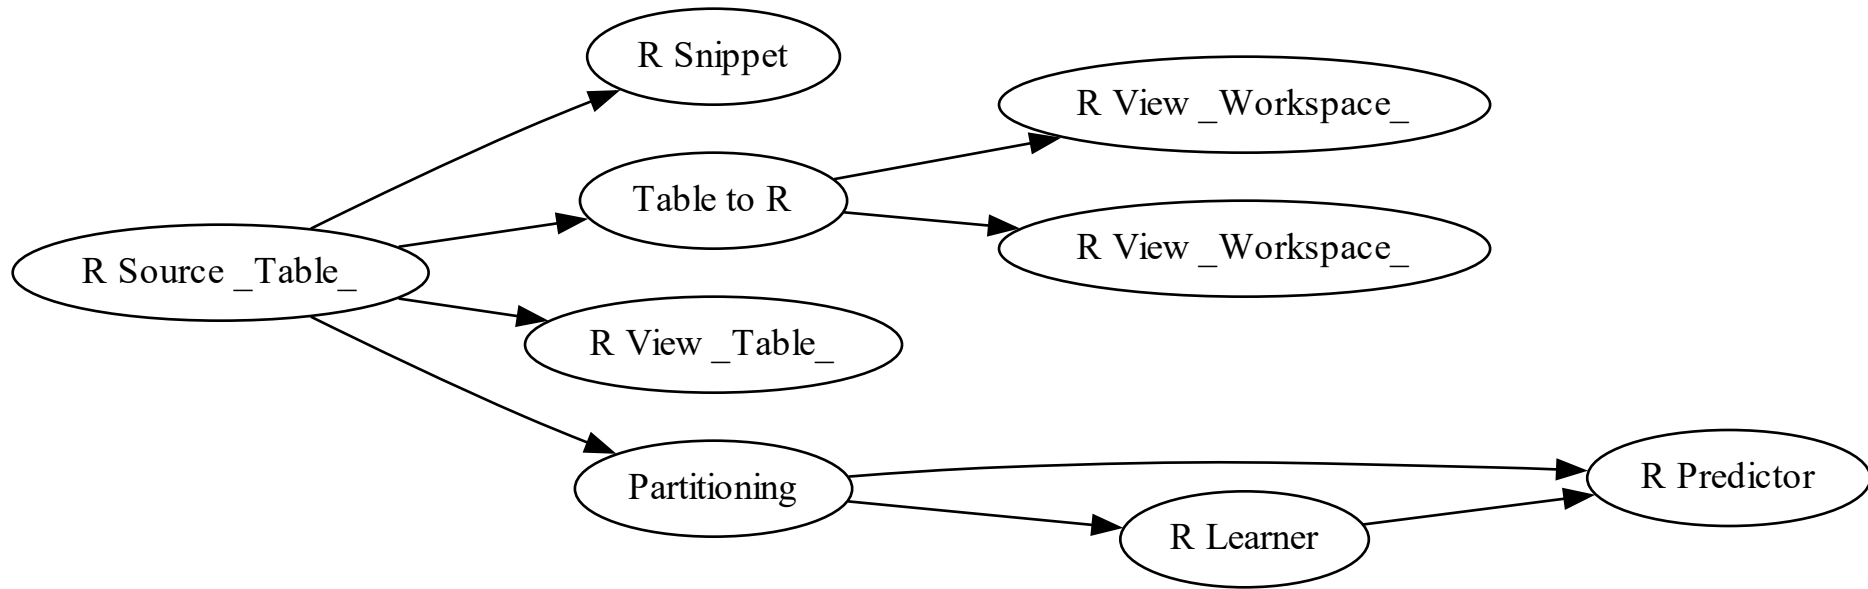 R Snippet
R View _Workspace_
Table to R
R View _Workspace_
R Source _Table_
R View _Table_
Partitioning
R Predictor
R Learner